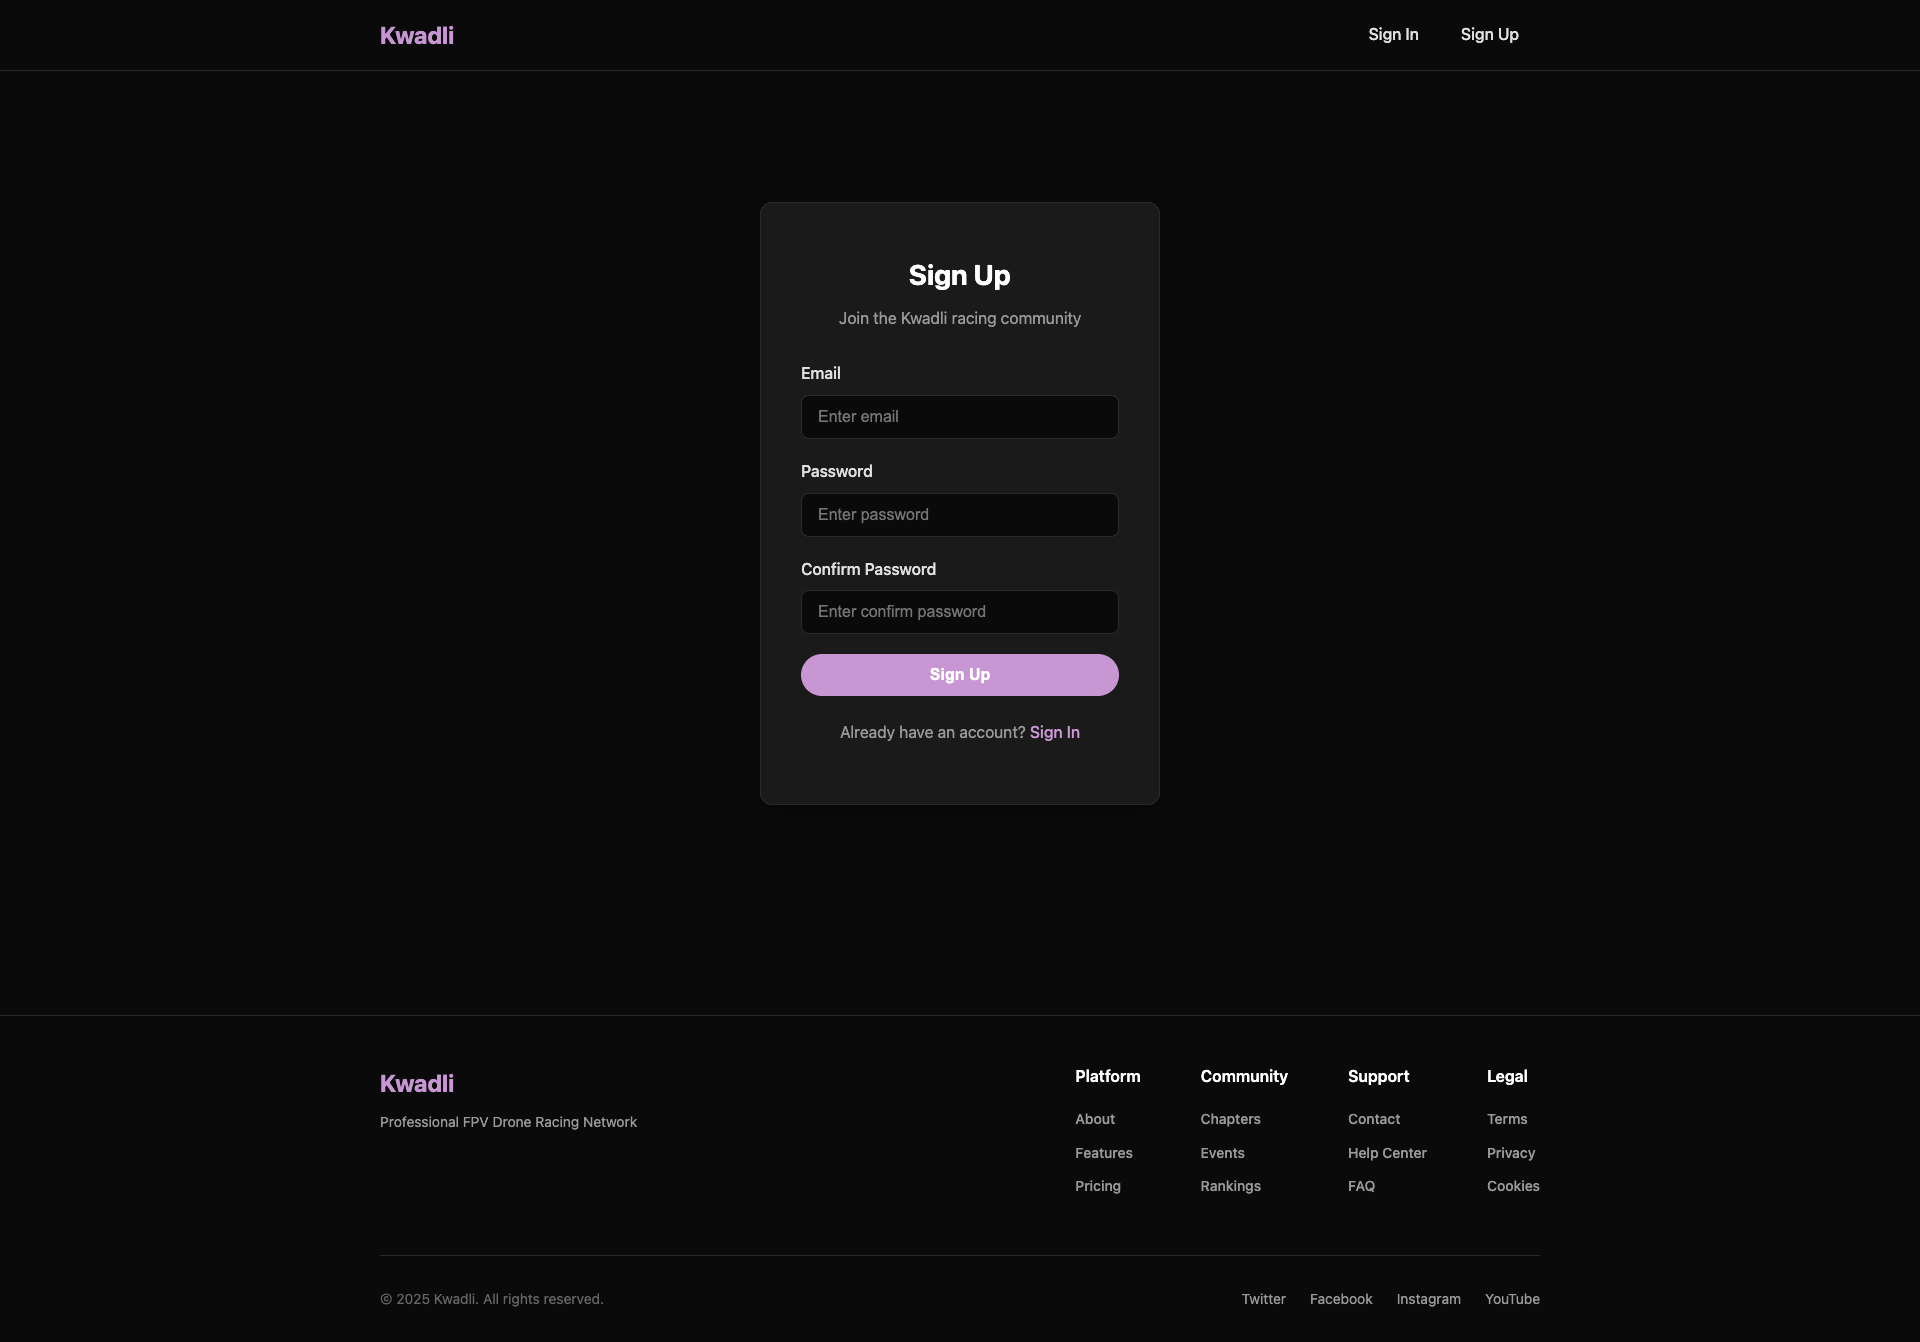 Kwadli
Sign In
Sign Up
Sign Up
Join the Kwadli racing community
Email
Enter email
Password
Enter password
Confirm Password
Enter confirm password
Sign Up
Already have an account? Sign In
Kwadli
Professional FPV Drone Racing Network
Platform
About
Features
Pricing
Community
Chapters
Events
Rankings
Support
Contact
Help Center
FAQ
Legal
Terms
Privacy
Cookies
© 2025 Kwadli. All rights reserved.
Twitter
Facebook
Instagram
YouTube